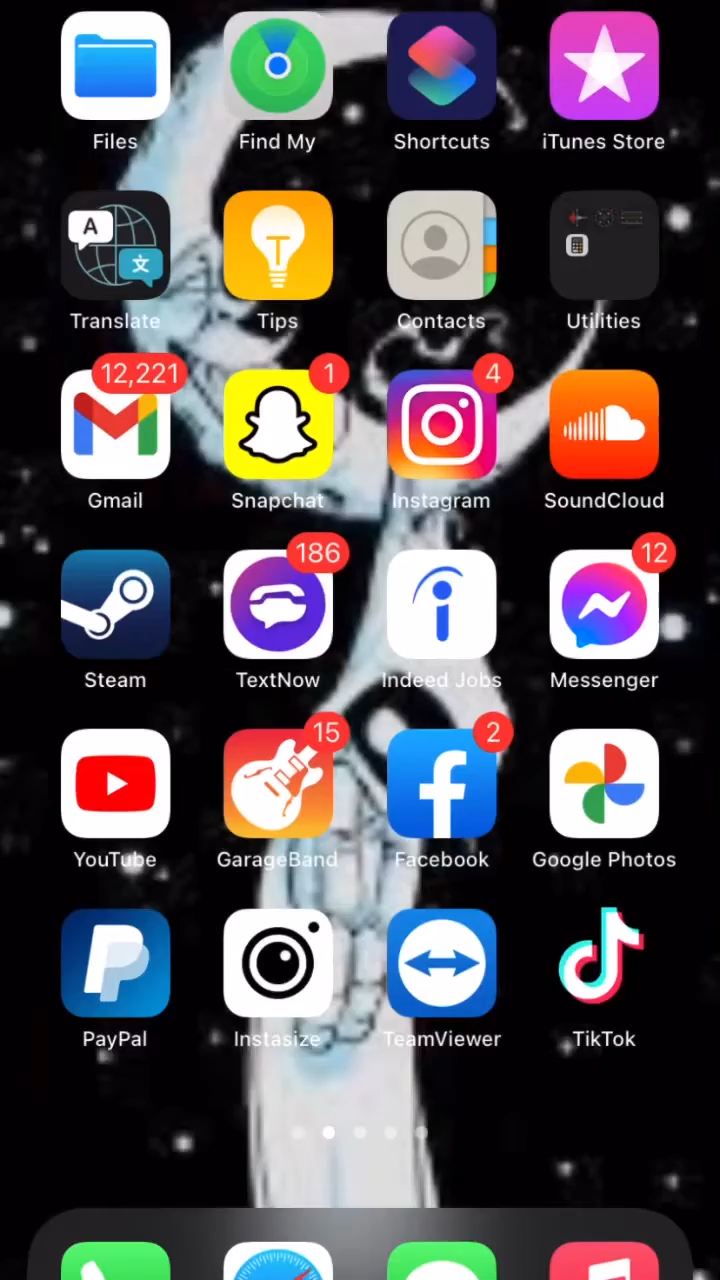 Files Find My Shortcuts iTunes Store
A 文
T
Translate Tips Contacts Utilities
12,221 1 4
Gmail Snapchat Instagram SoundCloud
186 12
Steam TextNow Indeed Jobs Messenger
15 2
YouTube GarageBand Facebook Google Photos
PayPal Instasize TeamViewer TikTok